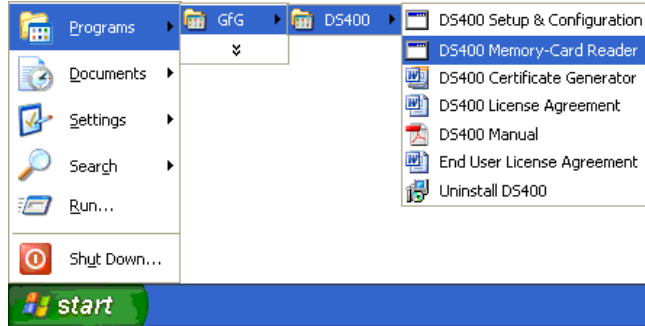 Programs
GfG
DS400
DS400 Setup & Configuration
DS400 Memory-Card Reader
DS400 Certificate Generator
DS400 License Agreement
DS400 Manual
End User License Agreement
Uninstall DS400
Documents
Settings
Search
Run...
Shut Down...
start